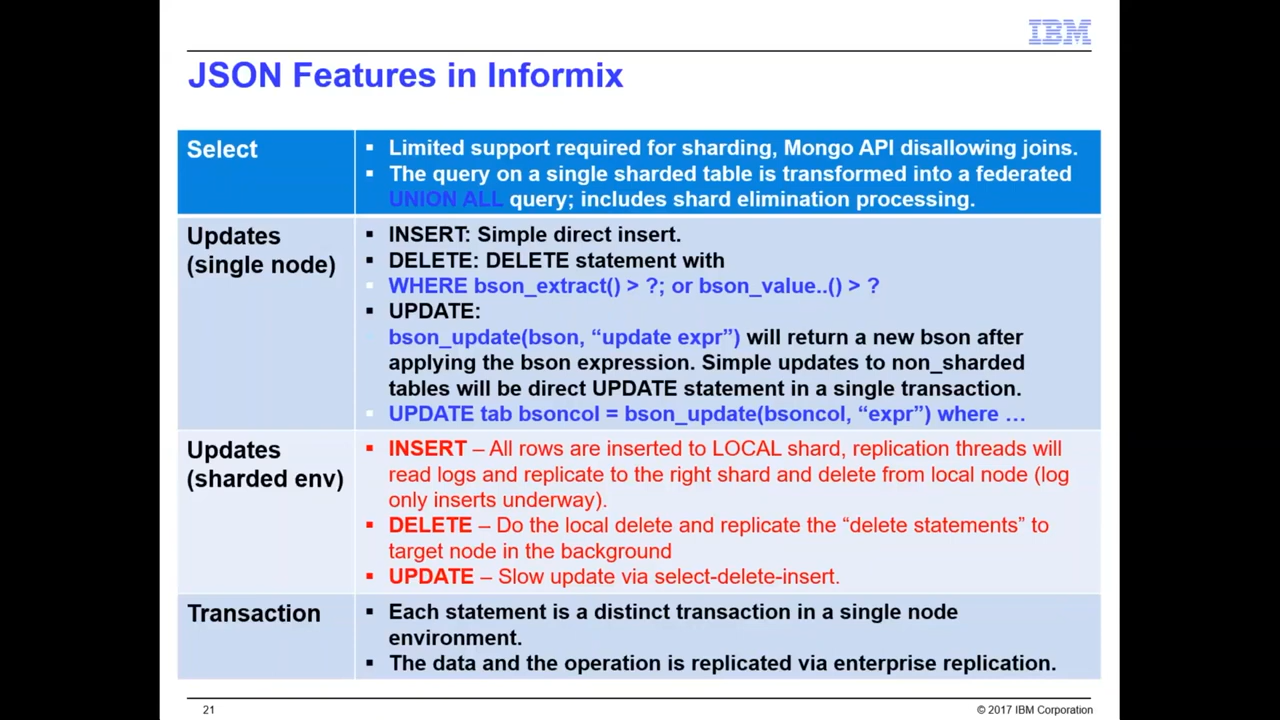 IBM
JSON Features in Informix
Select
▪ Limited support required for sharding, Mongo API disallowing joins.
▪ The query on a single sharded table is transformed into a federated
UNION ALL query; includes shard elimination processing.
Updates
(single node)
▪ INSERT: Simple direct insert.
▪ DELETE: DELETE statement with
▪ WHERE bson_extract() > ?; or bson_value..() > ?
▪ UPDATE:
bson_update(bson, “update expr”) will return a new bson after
applying the bson expression. Simple updates to non_sharded
tables will be direct UPDATE statement in a single transaction.
▪ UPDATE tab bsoncol = bson_update(bsoncol, “expr”) where …
Updates
(sharded env)
▪ INSERT – All rows are inserted to LOCAL shard, replication threads will
read logs and replicate to the right shard and delete from local node (log
only inserts underway).
▪ DELETE – Do the local delete and replicate the “delete statements” to
target node in the background
▪ UPDATE – Slow update via select-delete-insert.
Transaction
▪ Each statement is a distinct transaction in a single node
environment.
▪ The data and the operation is replicated via enterprise replication.
21
© 2017 IBM Corporation